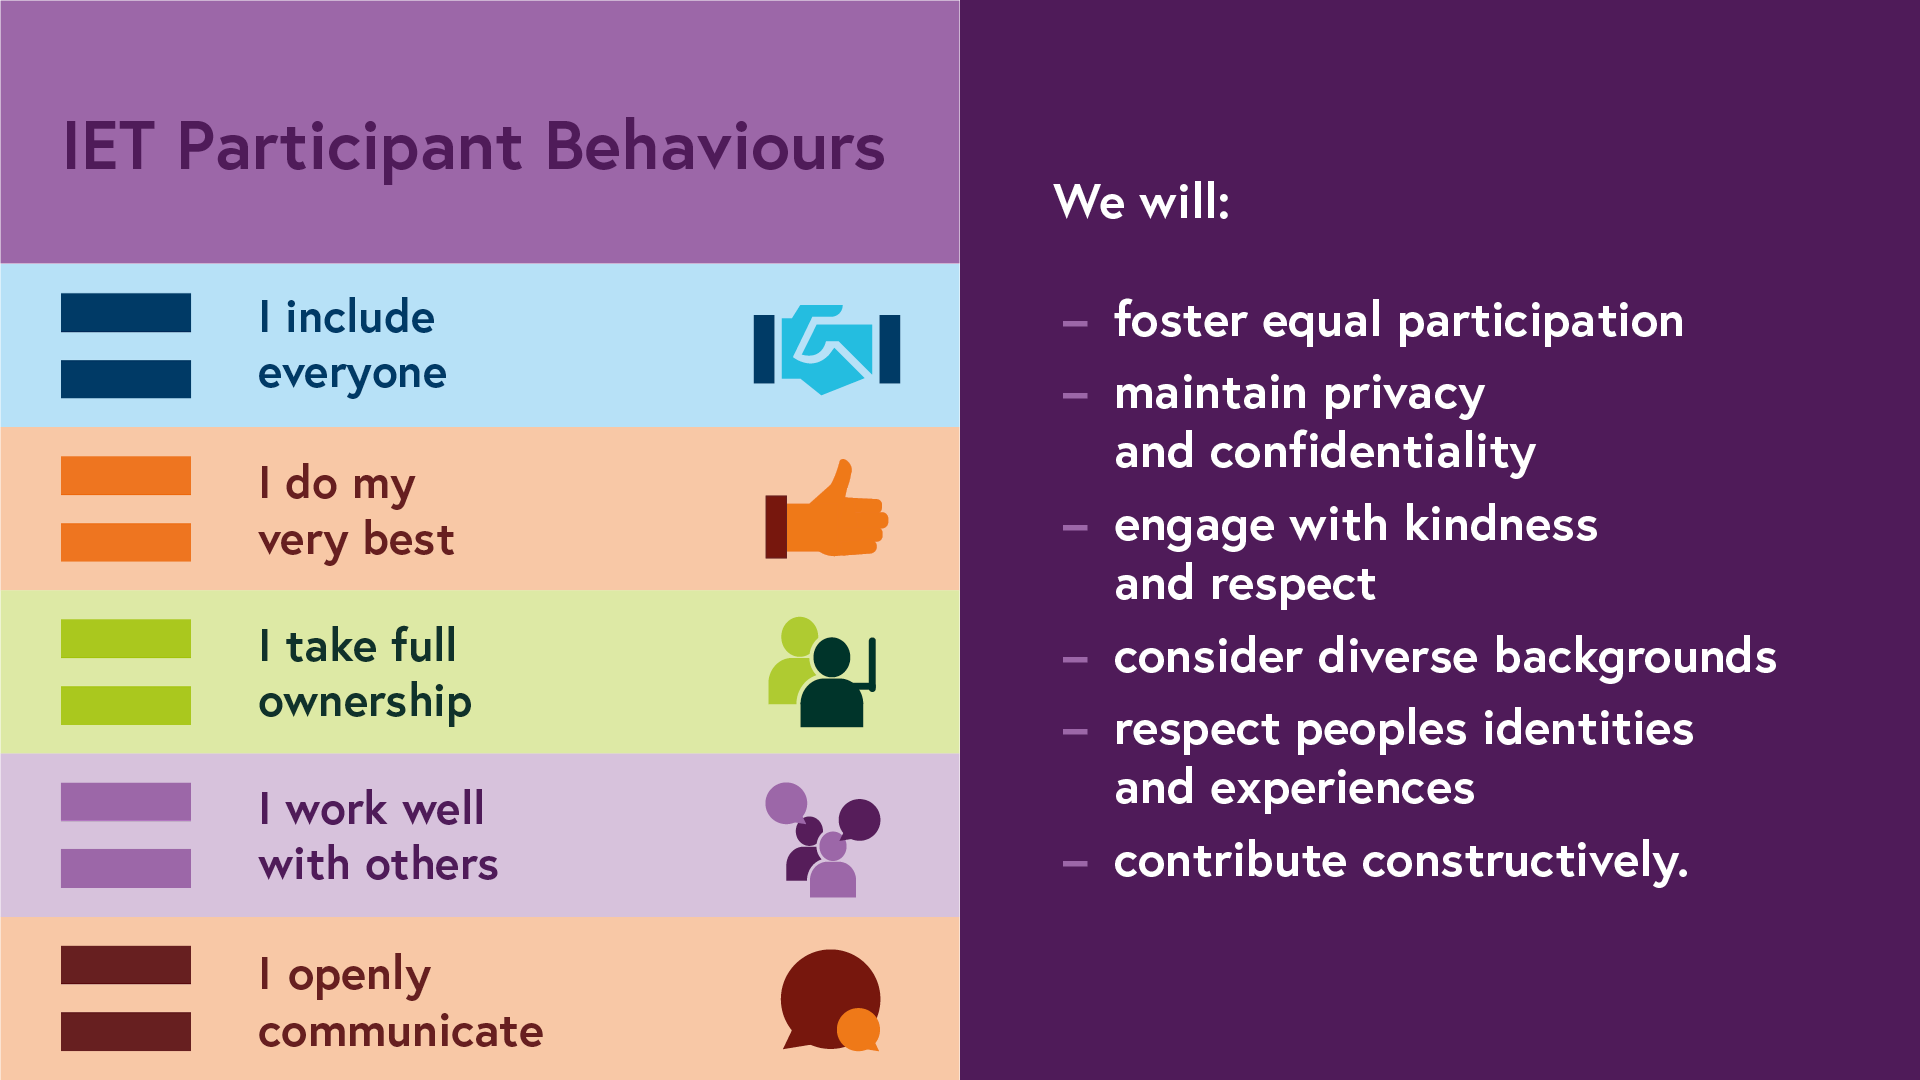 IET Participant Behaviours
I include
everyone
I do my
very best
I take full
ownership
I work well
with others
I openly
communicate
We will:
– foster equal participation
– maintain privacy
and confidentiality
– engage with kindness
and respect
– consider diverse backgrounds
– respect peoples identities
and experiences
– contribute constructively.